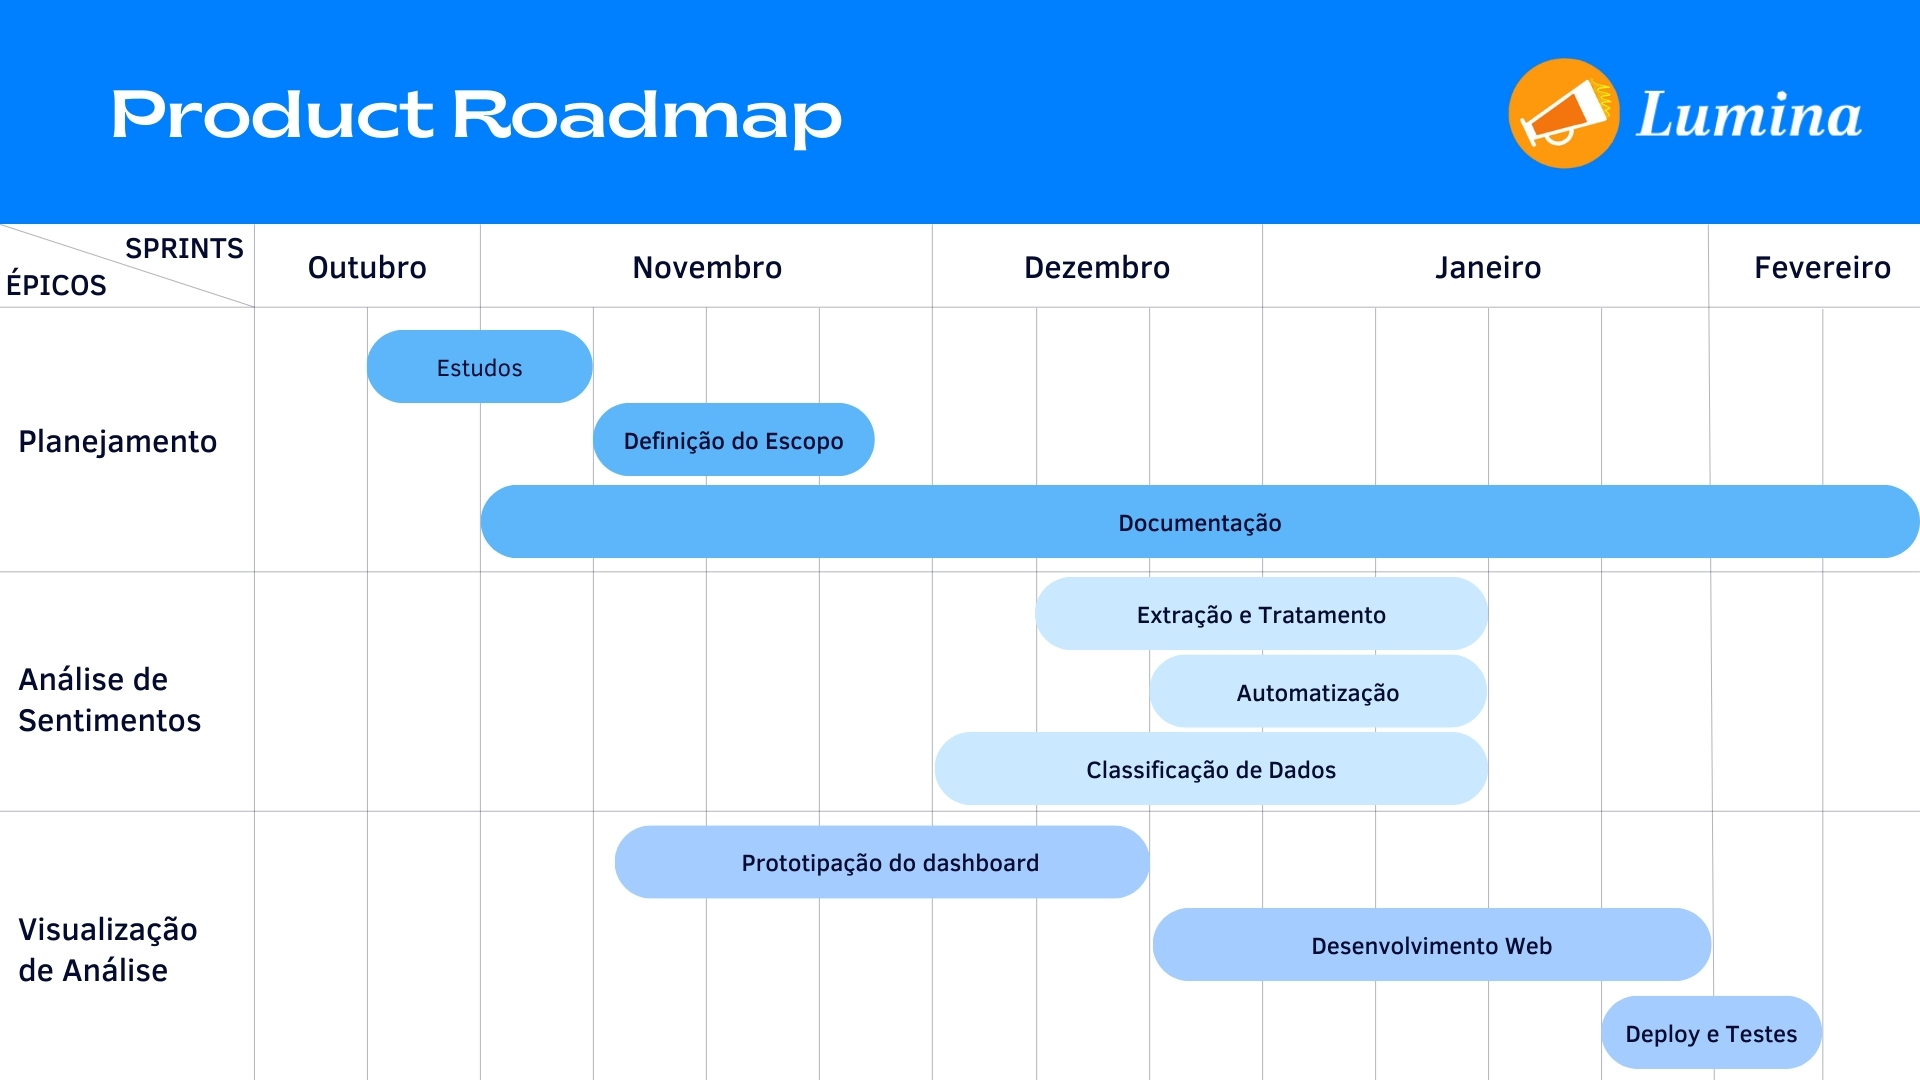 Product Roadmap
Lumina
SPRINTS
ÉPICOS
Outubro
Novembro
Dezembro
Janeiro
Fevereiro
Planejamento
Estudos
Definição do Escopo
Documentação
Análise de
Sentimentos
Extração e Tratamento
Automatização
Classificação de Dados
Visualização
de Análise
Prototipação do dashboard
Desenvolvimento Web
Deploy e Testes